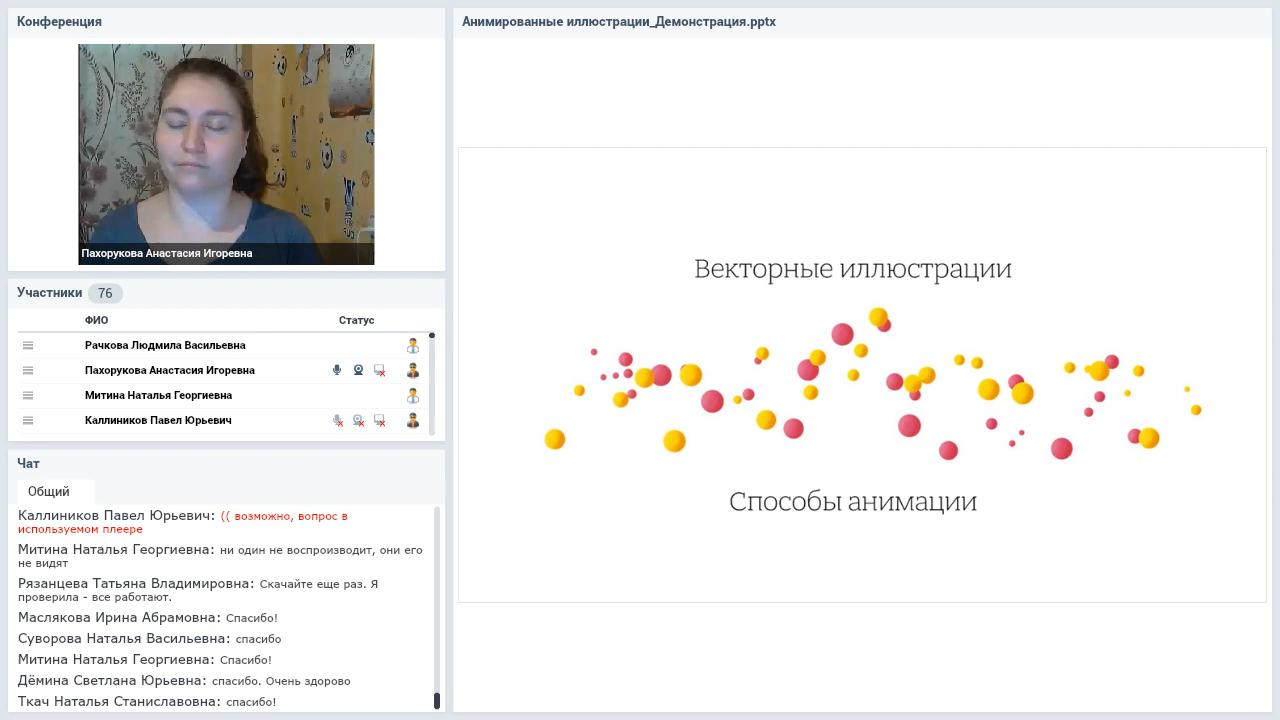 Конференция
Пахорукова Анастасия Игоревна
Участники 76
ФИО Статус
Рачкова Людмила Васильевна
Пахорукова Анастасия Игоревна
Митина Наталья Георгиевна
Каллиников Павел Юрьевич
Чат
Общий
Каллиников Павел Юрьевич: (( возможно, вопрос в
используемом плеере
Митина Наталья Георгиевна: ни один не воспроизводит, они его
не видят
Рязанцева Татьяна Владимировна: Скачайте еще раз. Я
проверила - все работают.
Маслякова Ирина Абрамовна: Спасибо!
Суворова Наталья Васильевна: спасибо
Митина Наталья Георгиевна: Спасибо!
Дёмина Светлана Юрьевна: спасибо. Очень здорово
Ткач Наталья Станиславовна: спасибо!
Анимированные иллюстрации_Демонстрация.pptx
Векторные иллюстрации
Способы анимации